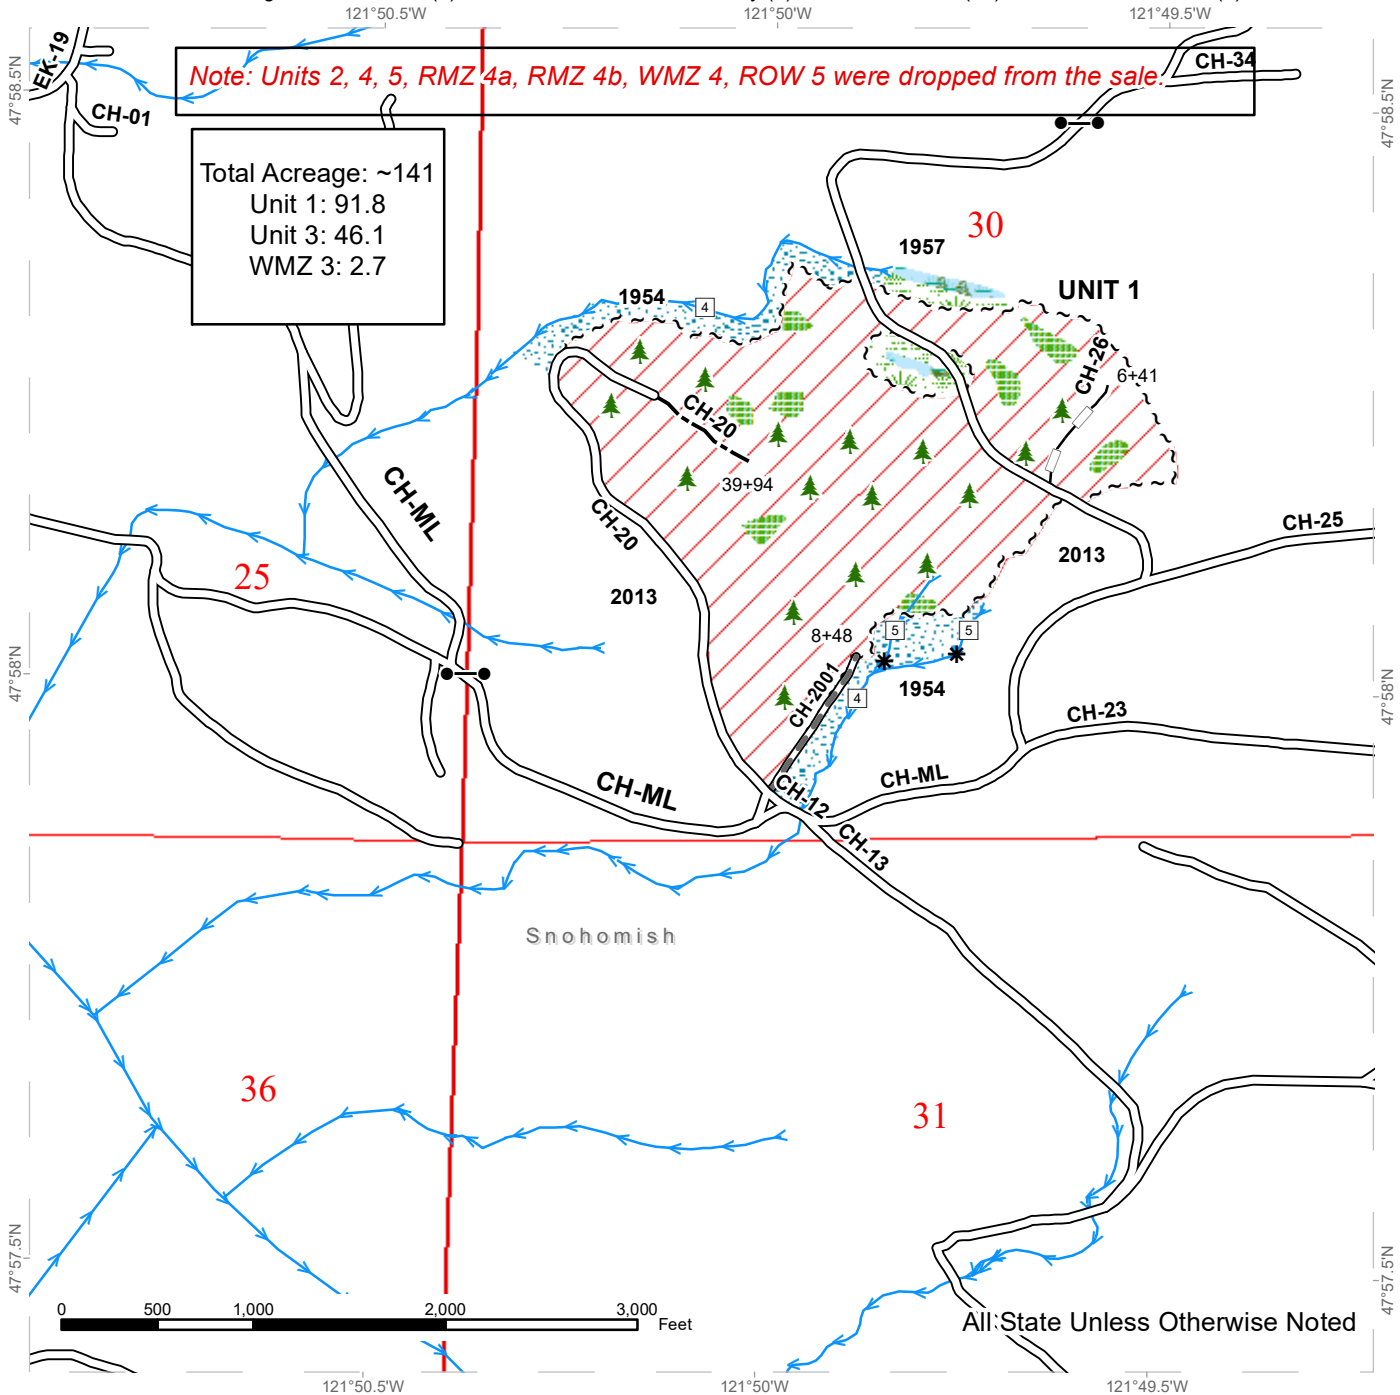 121°50.5'W
121°50'W
121°49.5'W
47°58.5'N
47°58.5'N
EK-19
CH-01
Note: Units 2, 4, 5, RMZ 4a, RMZ 4b, WMZ 4, ROW 5 were dropped from the sale.
CH-34
Total Acreage: ~141
Unit 1: 91.8
Unit 3: 46.1
WMZ 3: 2.7
30
1957
UNIT 1
1954
4
CH-26
6+41
CH-20
39+94
CH-ML
CH-20
CH-25
2013
25
2013
8+48
5
5
47°58'N
47°58'N
CH-2001
4
1954
CH-23
CH-ML
CH-ML
CH-12
CH-13
Snohomish
36
31
47°57.5'N
47°57.5'N
0
500
1,000
2,000
3,000
Feet
All State Unless Otherwise Noted
121°50.5'W
121°50'W
121°49.5'W